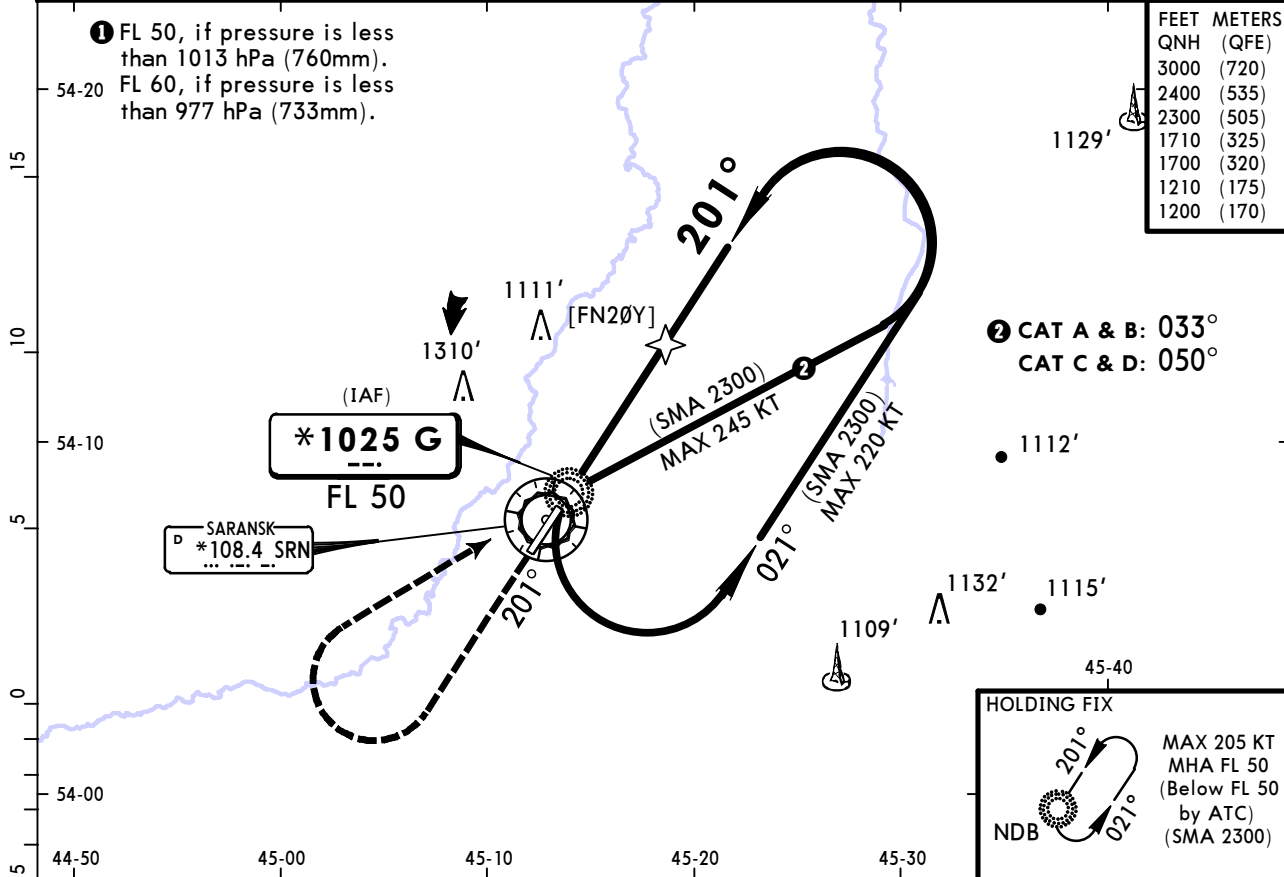 ❶ FL 50, if pressure is less
than 1013 hPa (760mm).
FL 60, if pressure is less
than 977 hPa (733mm).
FEET METERS
QNH (QFE)
3000 (720)
2400 (535)
2300 (505)
1710 (325)
1700 (320)
1210 (175)
1200 (170)
54-20
15
1129'
201°
1111'
[FN20Y]
10
1310'
❷ CAT A & B: 033°
CAT C & D: 050°
(IAF)
*1025 G
FL 50
❷
(SMA 2300)
MAX 245 KT
(SMA 2300)
MAX 220 KT
54-10
1112'
5
SARANSK
D *108.4 SRN
201°
021°
1132'
1115'
1109'
45-40
0
HOLDING FIX
201°
021°
NDB
MAX 205 KT
MHA FL 50
(Below FL 50
by ATC)
(SMA 2300)
54-00
5
44-50
45-00
45-10
45-20
45-30